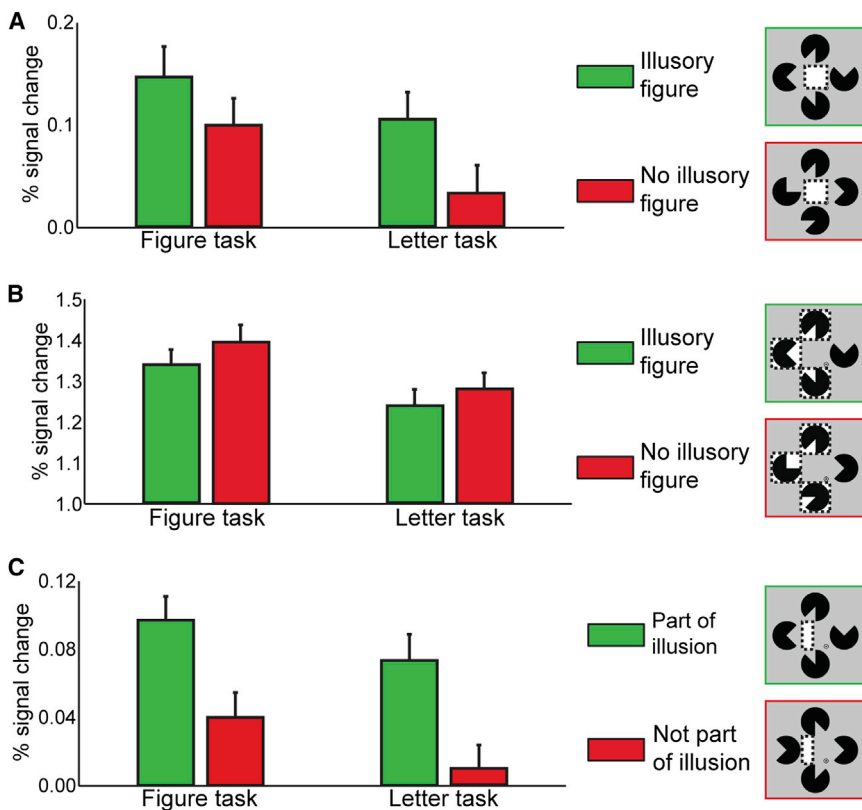 A
% signal change
0.2
0.1
0.0
Figure task
Letter task
Illusory
figure
No illusory
figure
B
% signal change
1.5
1.4
1.3
1.2
1.1
1.0
Figure task
Letter task
Illusory
figure
No illusory
figure
C
% signal change
0.12
0.08
0.04
0.00
Figure task
Letter task
Part of
illusion
Not part
of illusion